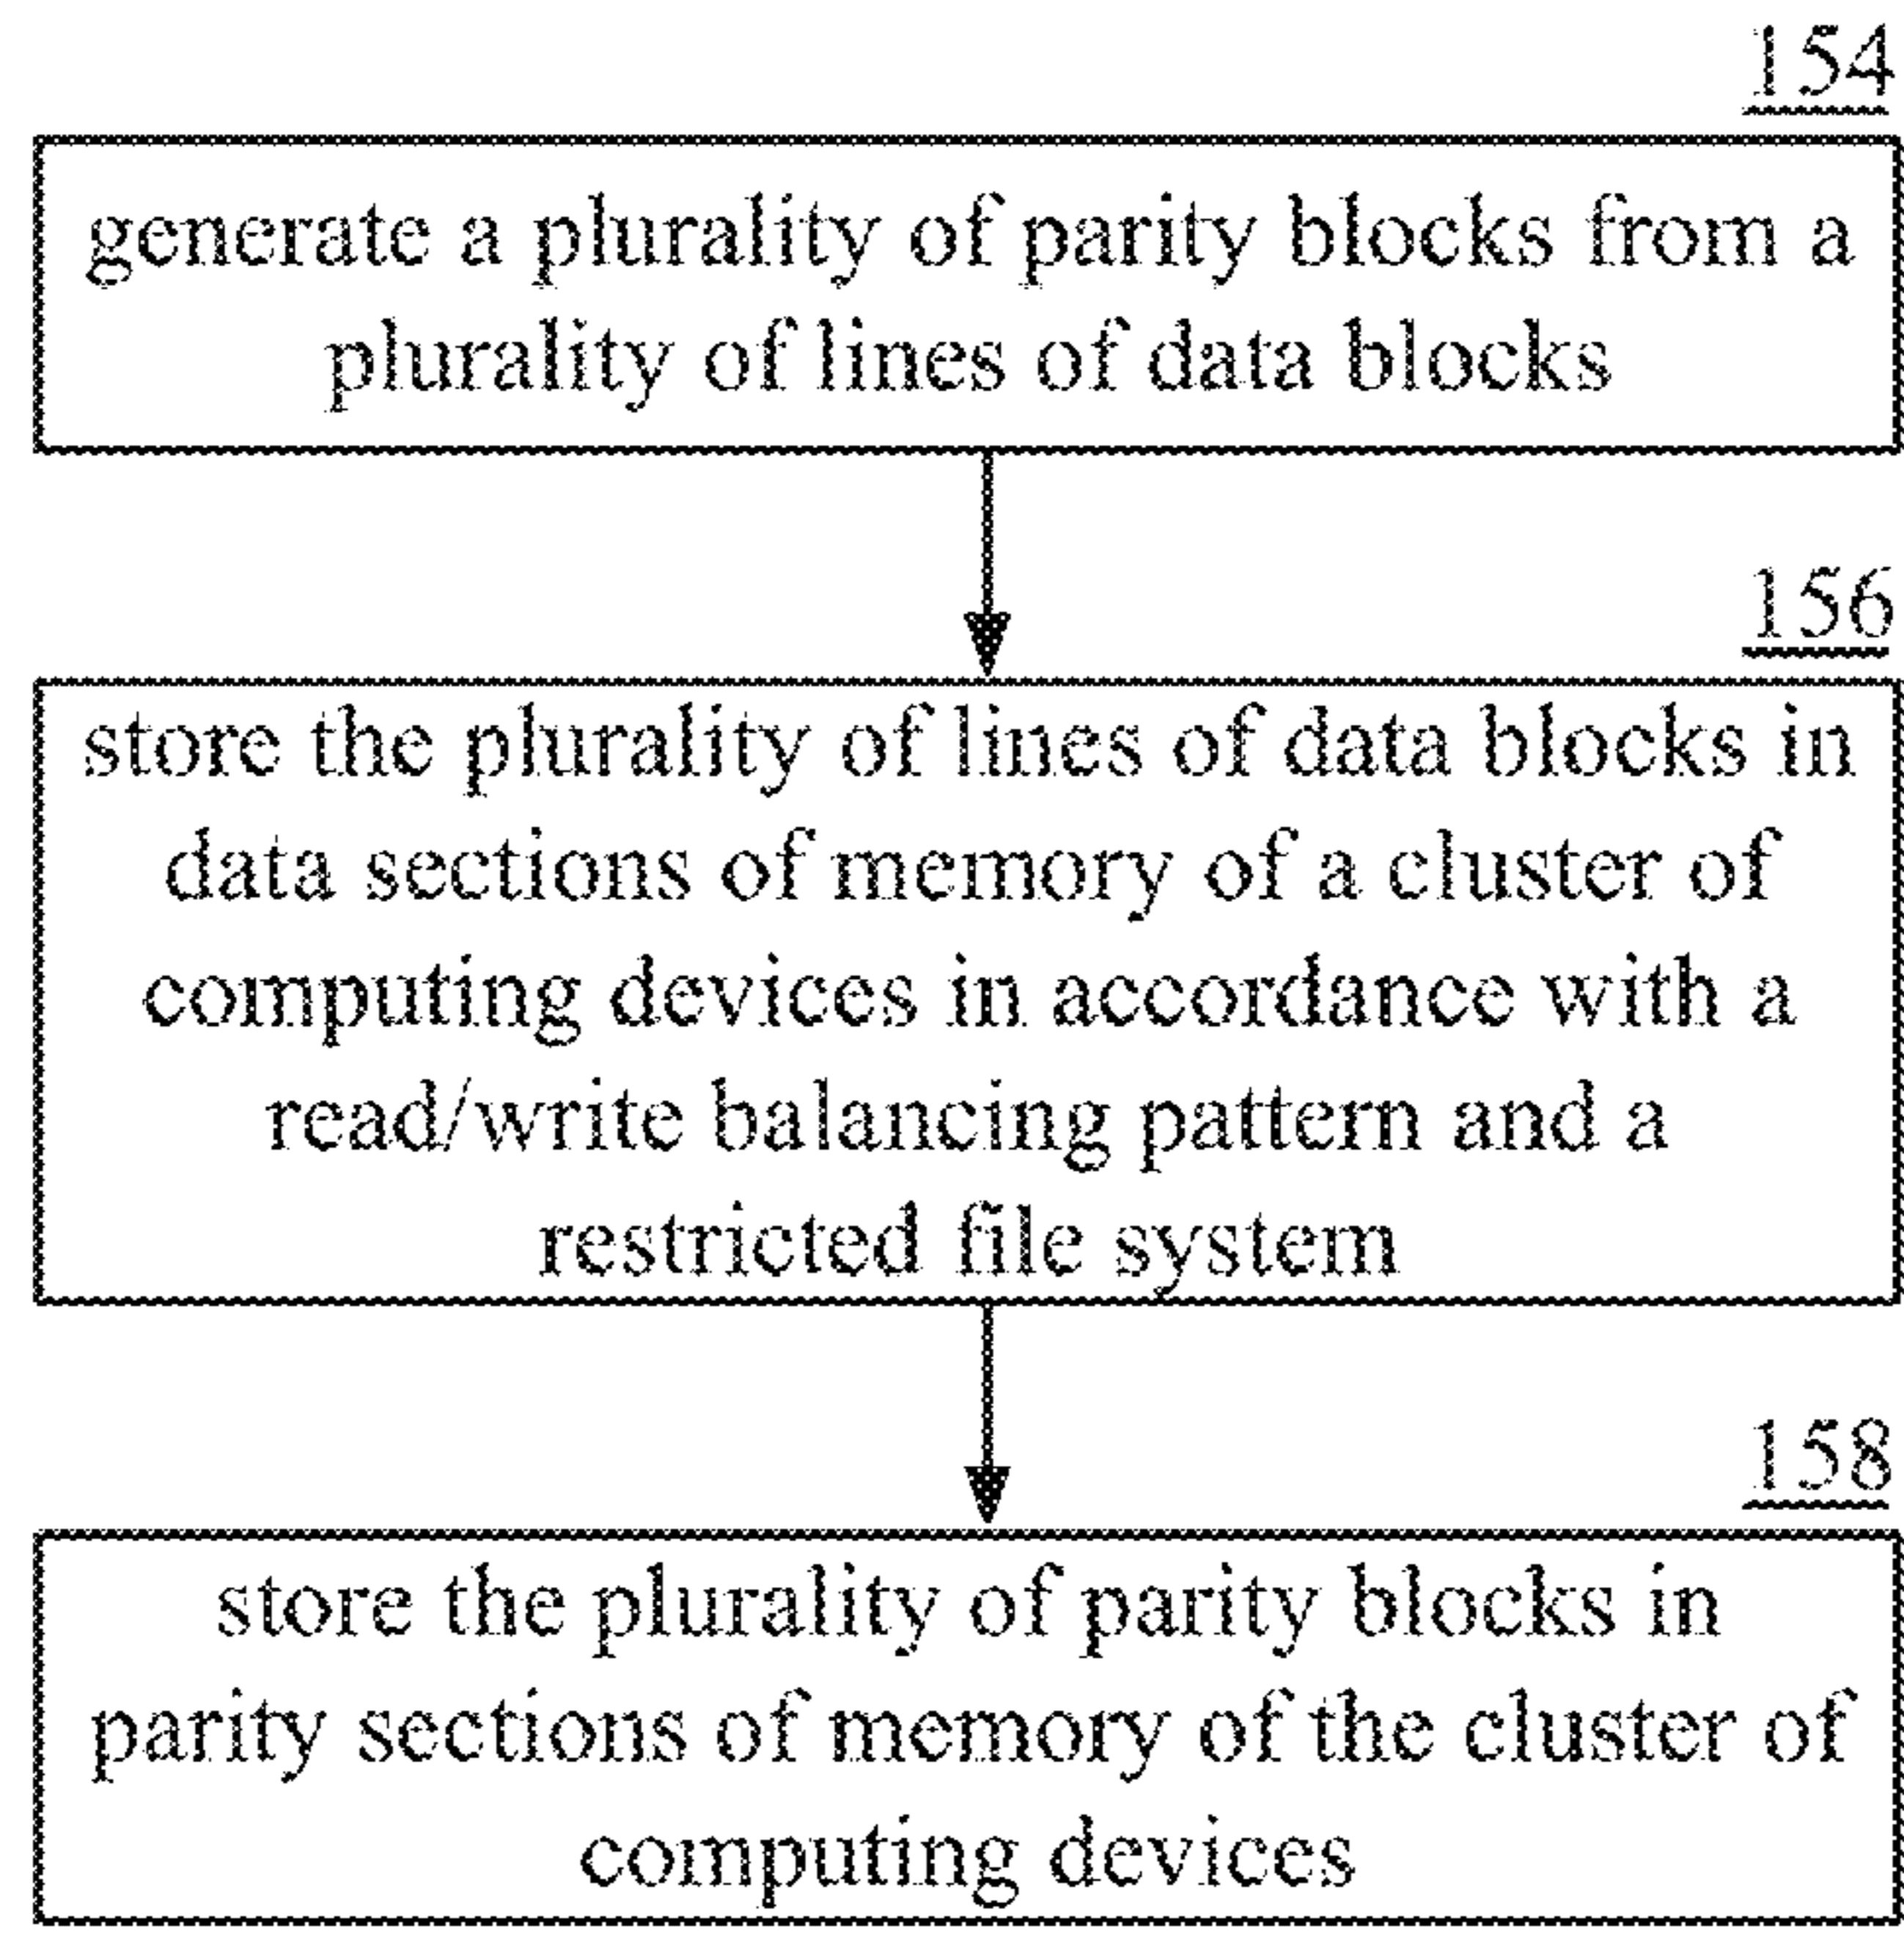 154
generate a plurality of parity blocks from a
plurality of lines of data blocks
156
store the plurality of lines of data blocks in
data sections of memory of a cluster of
computing devices in accordance with a
read/write balancing pattern and a
restricted file system
158
store the plurality of parity blocks in
parity sections of memory of the cluster of
computing devices